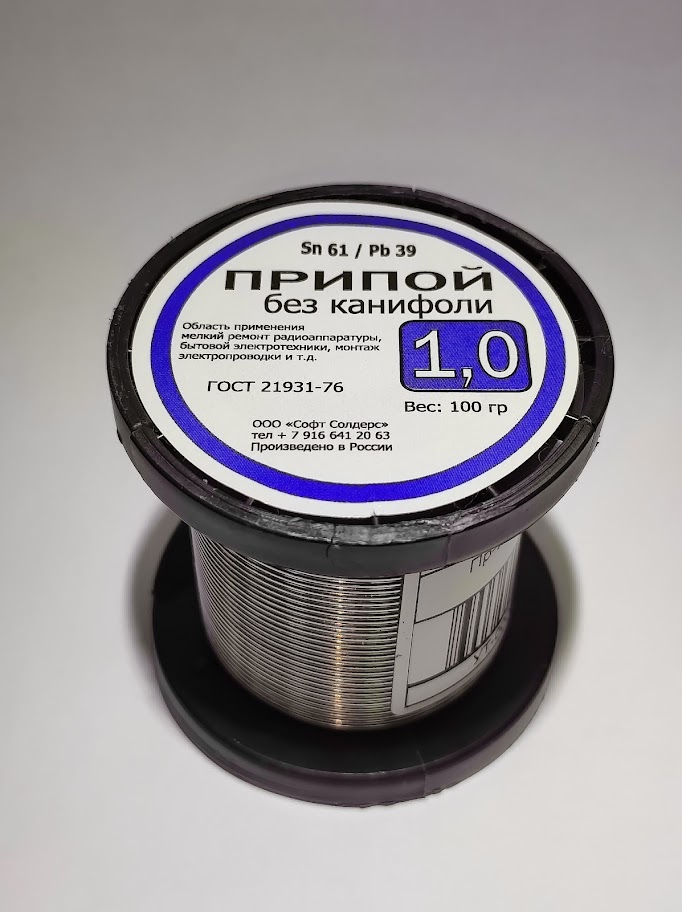 Sn 61 / Pb 39
ПРИПОЙ
без канифоли
Область применения
мелкий ремонт радиоаппаратуры,
бытовой электротехники, монтаж
электропроводки и т.д.
1,0
ГОСТ 21931-76
Вес: 100 гр
ООО «Софт Солдерс»
тел + 7 916 641 20 63
Произведено в России